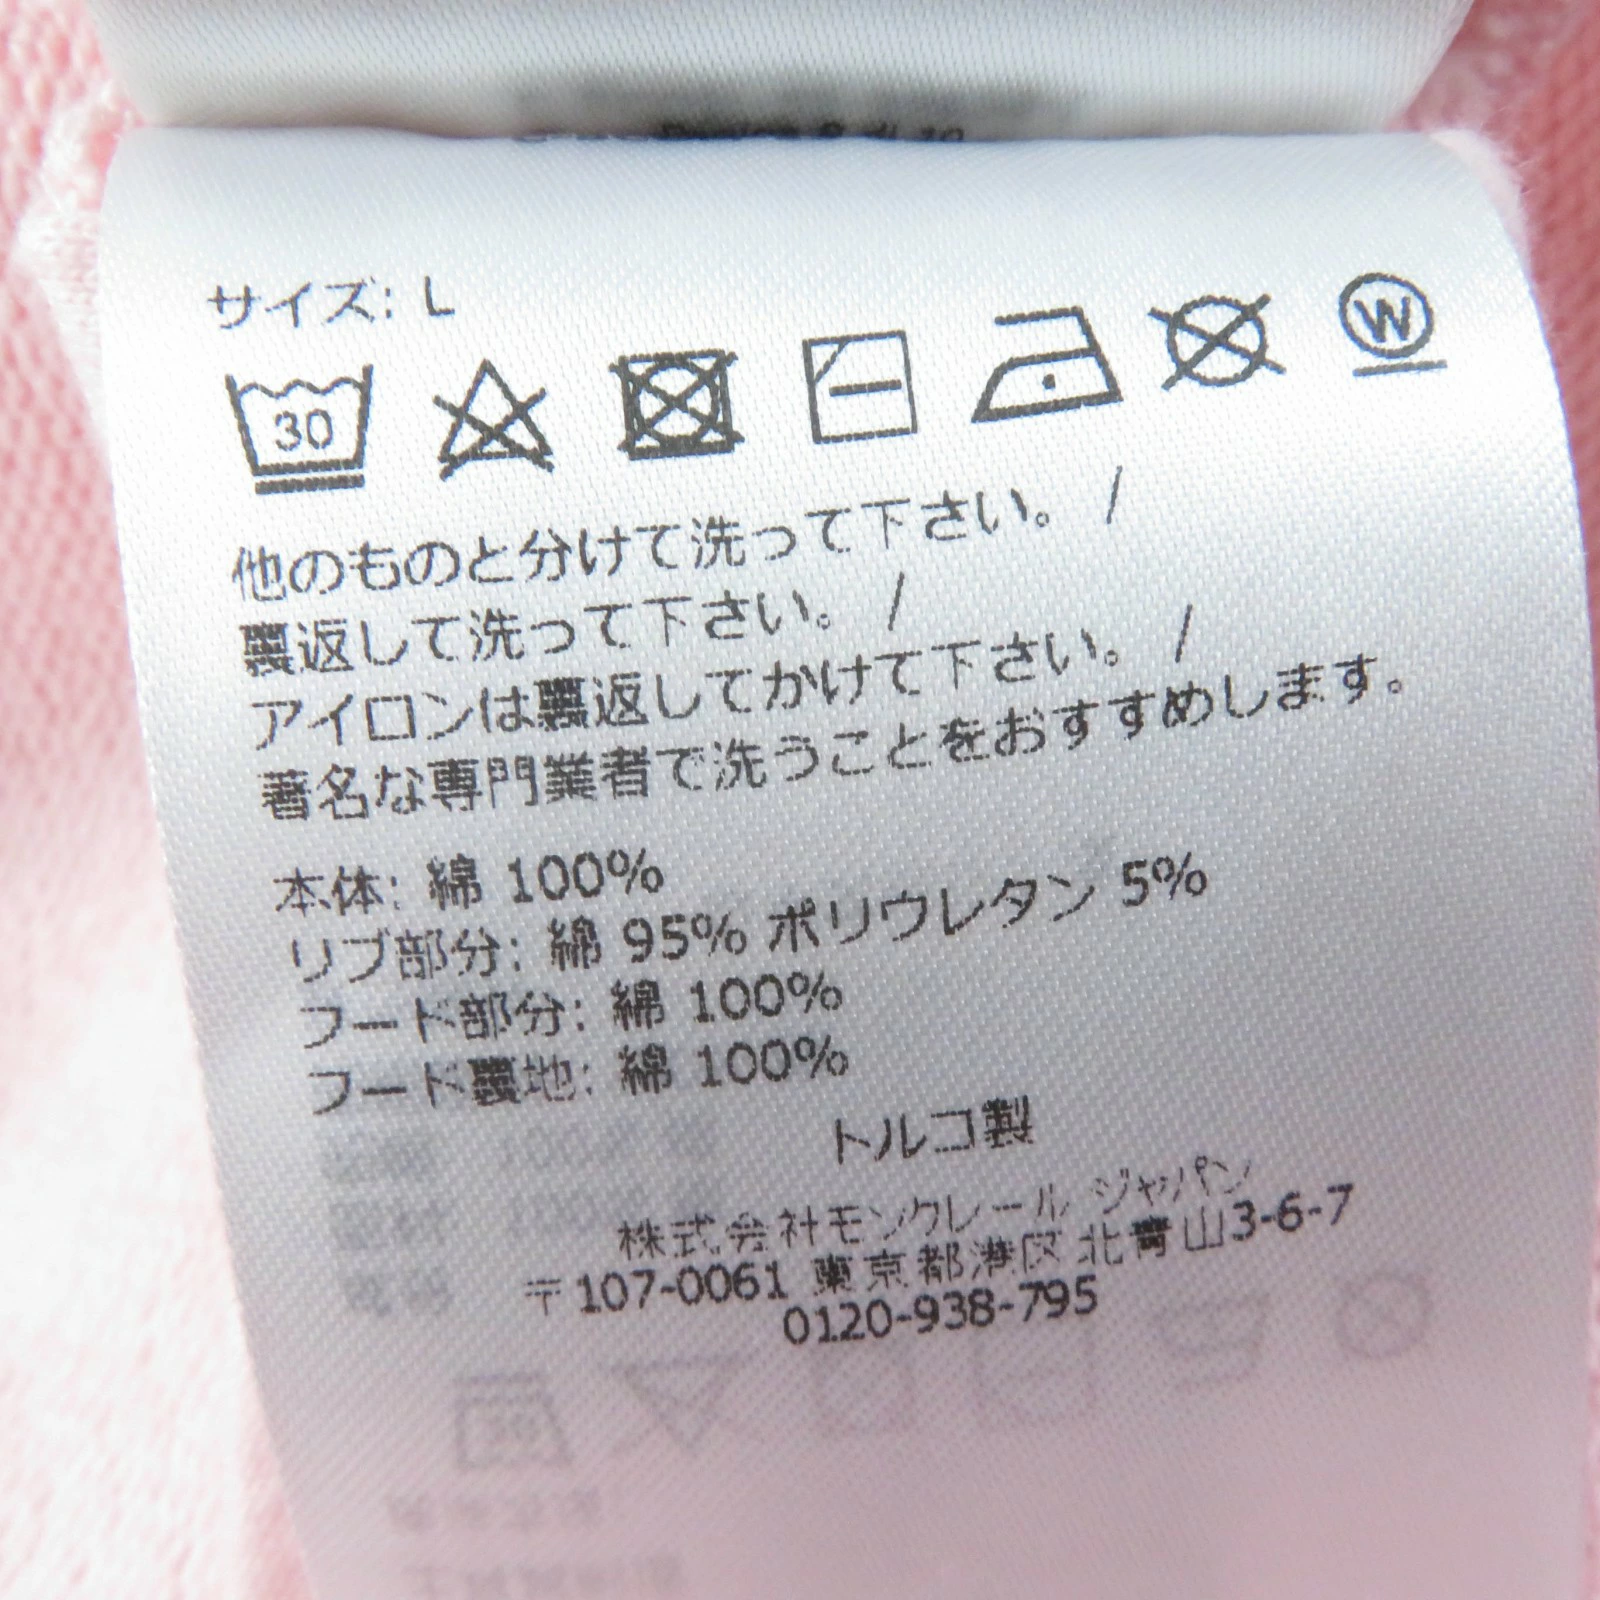 サイズ: L
30
W
他のものと分けて洗って下さい。 /
裏返して洗って下さい。 /
アイロンは裏返してかけて下さい。 /
著名な専門業者で洗うことをおすすめします。
本体: 綿 100%
リブ部分: 綿 95% ポリウレタン 5%
フード部分: 綿 100%
フード裏地: 綿 100%
トルコ製
株式会社モンクレール ジャパン
〒107-0061 東京都港区北青山3-6-7
0120-938-795